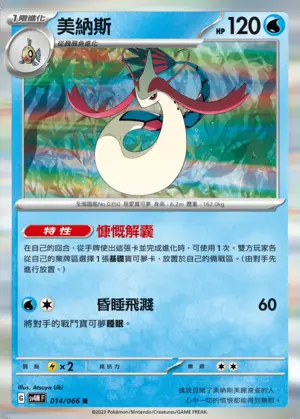 1階進化
美納斯
HP 120
從醜醜魚進化
全國圖鑑No.0350 慈愛寶可夢 身高:6.2m 體重:162.0kg
特性 慷慨解囊
在自己的回合,從手牌使出這張卡並完成進化時,可使用1次。雙方玩家各
從自己的棄牌區選擇1張基礎寶可夢卡,放置於自己的備戰區。(由對手先
進行放置。)
昏睡飛濺 60
將對手的戰鬥寶可夢睡眠。
弱點 ×2 抵抗力 撤退
Illus. Atsuya Uki
G SV4M F 014/066 R
©2023 Pokémon/Nintendo/Creatures/GAME FREAK.